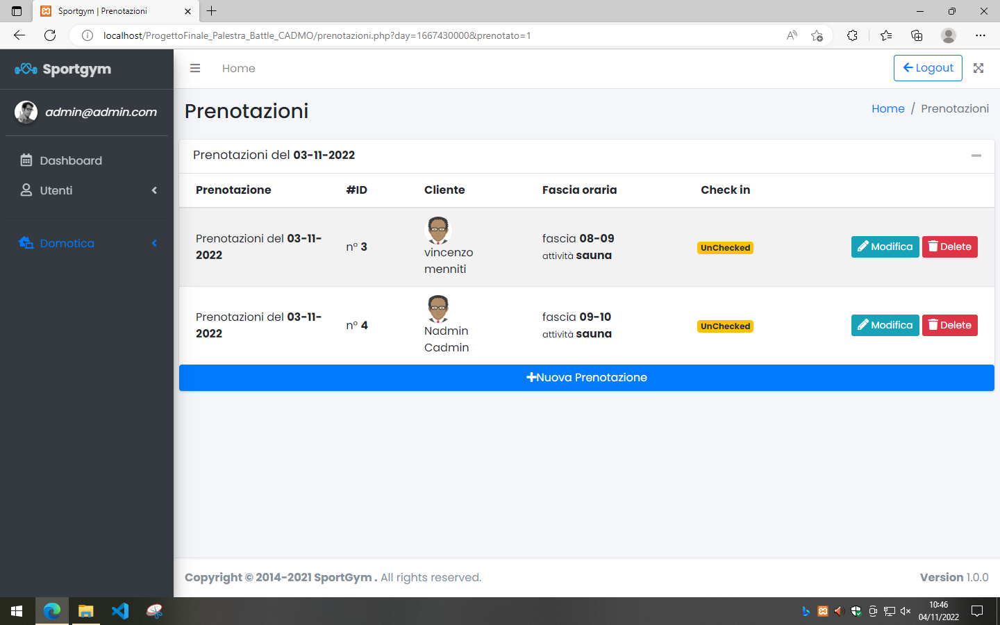 Sportgym | Prenotazioni
localhost/ProgettoFinale_Palestra_Battle_CADMO/prenotazioni.php?day=1667430000&prenotato=1
Sportgym
Home
Logout
admin@admin.com
Prenotazioni
Home / Prenotazioni
Dashboard
Utenti
Domotica
Prenotazioni del 03-11-2022
Prenotazione #ID Cliente Fascia oraria Check in
Prenotazioni del 03-11-
2022
n° 3
vincenzo
menniti
fascia 08-09
attività sauna
UnChecked
Modifica Delete
Prenotazioni del 03-11-
2022
n° 4
Nadmin
Cadmin
fascia 09-10
attività sauna
UnChecked
Modifica Delete
Nuova Prenotazione
Copyright © 2014-2021 SportGym . All rights reserved.
Version 1.0.0
10:46
04/11/2022